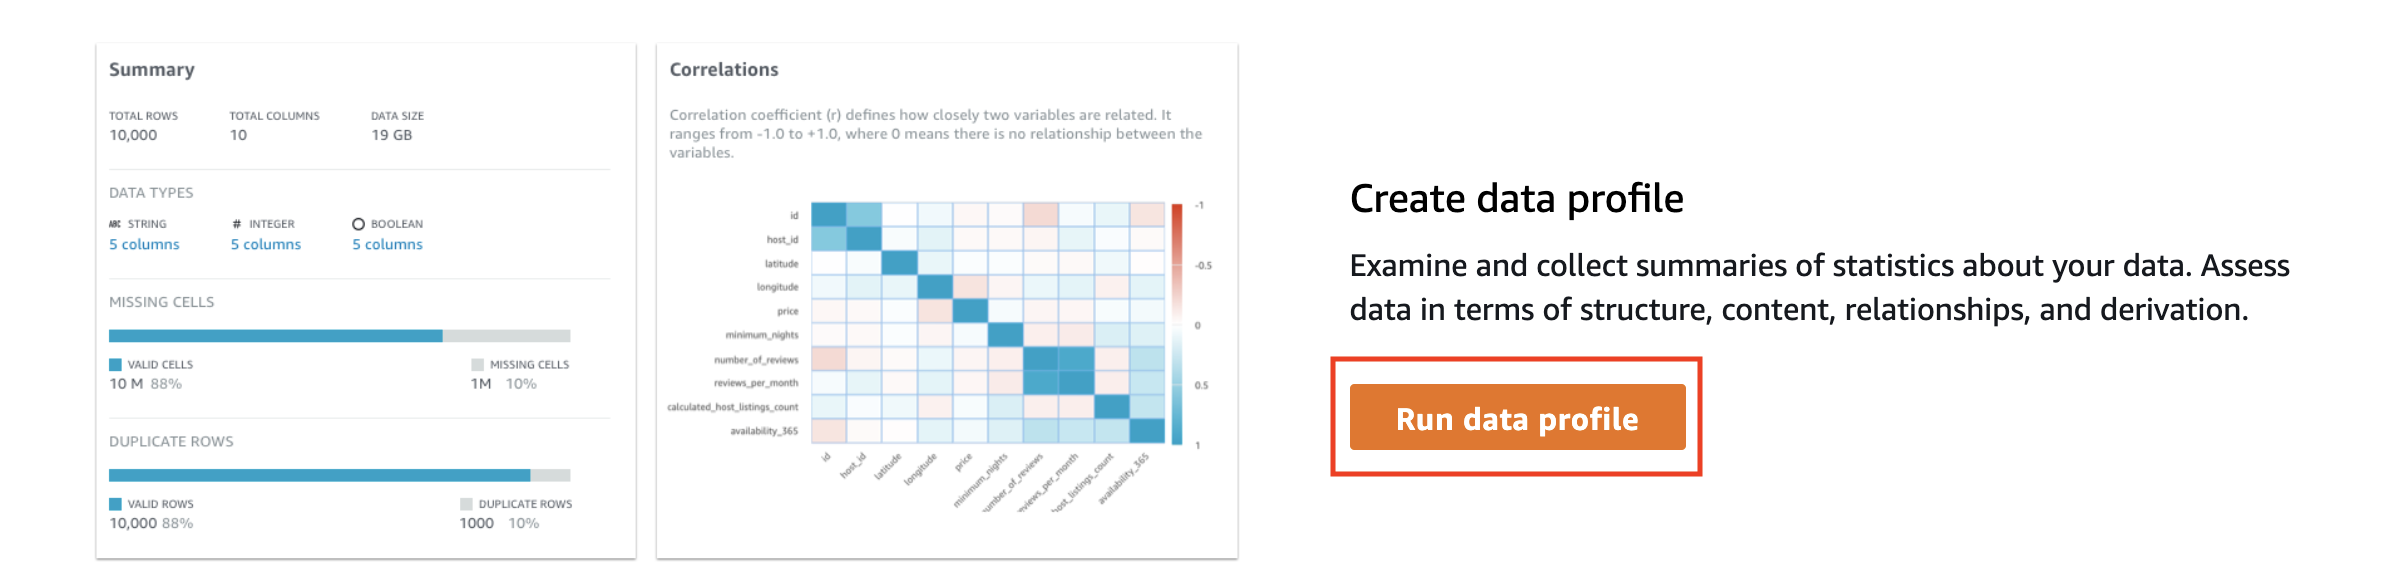 Summary
TOTAL ROWS
TOTAL COLUMNS
DATA SIZE
10,000
10
19 GB
DATA TYPES
ABC STRING
# INTEGER
BOOLEAN
5 columns
5 columns
5 columns
MISSING CELLS
VALID CELLS
MISSING CELLS
10 M 88%
1M 10%
DUPLICATE ROWS
VALID ROWS
DUPLICATE ROWS
10,000 88%
1000 10%
Correlations
Correlation coefficient (r) defines how closely two variables are related. It
ranges from -1.0 to +1.0, where 0 means there is no relationship between the
variables.
id
host_id
latitude
longitude
price
minimum_nights
number_of_reviews
reviews_per_month
calculated_host_listings_count
availability_365
-1
-0.5
0
0.5
1
id
host_id
latitude
longitude
price
minimum_nights
umber_of_reviews
eviews_per_month
ost_listings_count
availability_365
Create data profile
Examine and collect summaries of statistics about your data. Assess
data in terms of structure, content, relationships, and derivation.
Run data profile